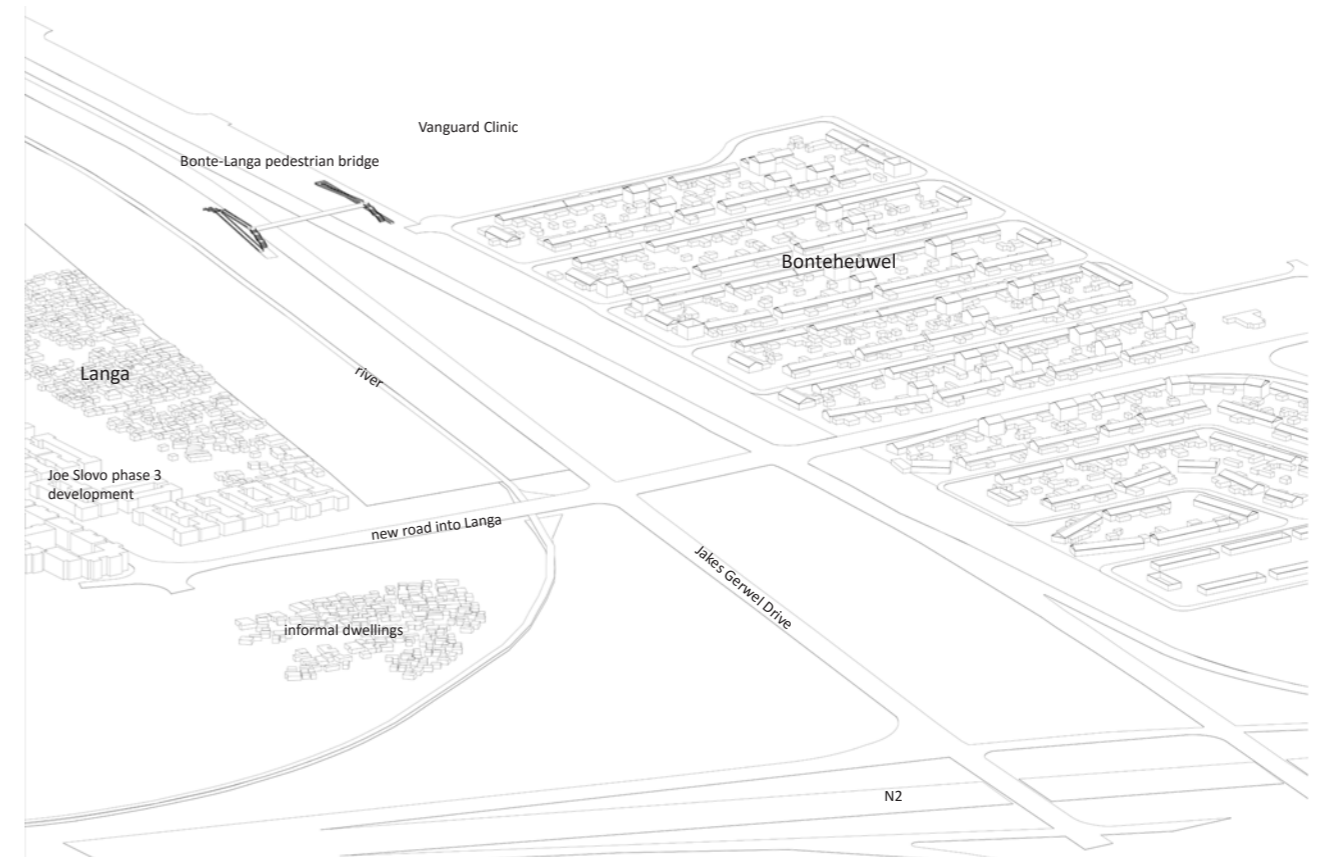 Vanguard Clinic
Bonte-Langa pedestrian bridge
Bonteheuwel
Langa
river
Joe Slovo phase 3
development
new road into Langa
Jakes Gerwel Drive
informal dwellings
N2